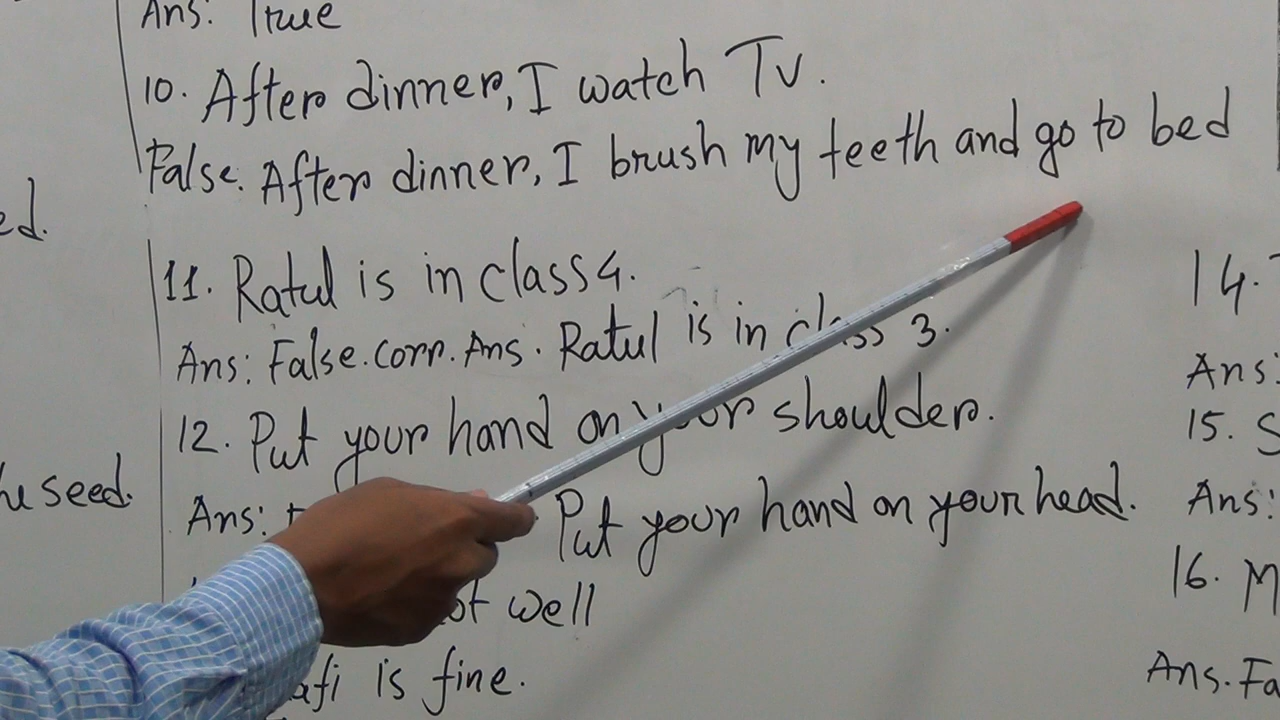 Ans: True
10. After dinner, I watch Tv.
False. After dinner, I brush my teeth and go to bed
11. Ratul is in class 4.
Ans: False. corr. Ans. Ratul is in class 3.
12. Put your hand on your shoulder.
Ans: Put your hand on your head.
well
is fine.
ed.
seed.
14.
Ans:
15. S
Ans:
16. M
Ans. Fa